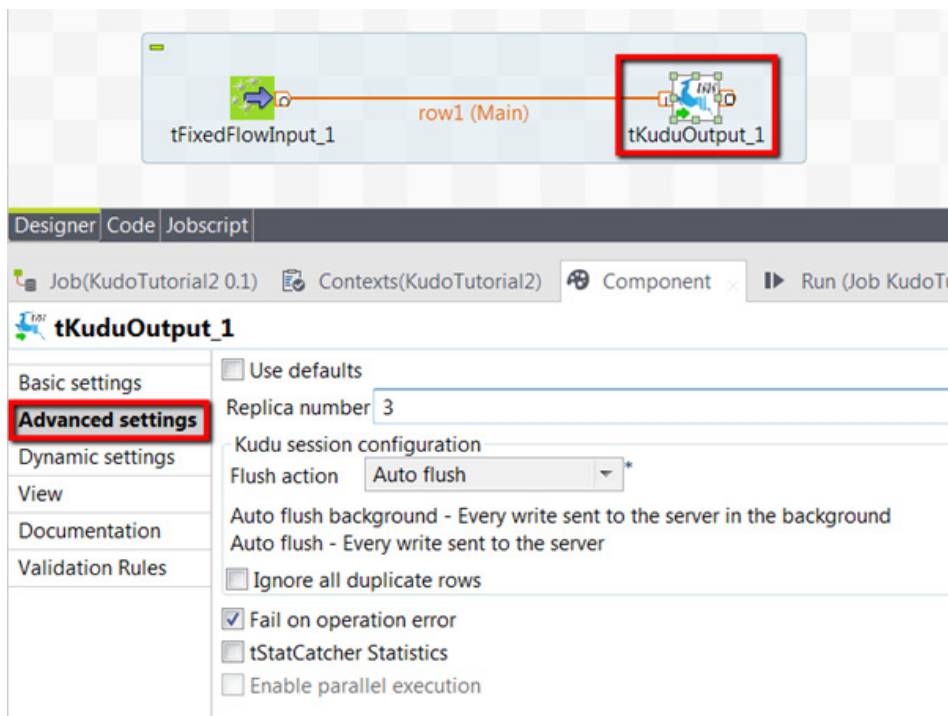 row1 (Main)
tFixedFlowInput_1
tKuduOutput_1
Designer Code Jobscript
Job(KudoTutorial2 0.1) Contexts(KudoTutorial2) Component Run (Job KudoTu
tKuduOutput_1
Basic settings
Advanced settings
Dynamic settings
View
Documentation
Validation Rules
Use defaults
Replica number 3
Kudu session configuration
Flush action Auto flush *
Auto flush background - Every write sent to the server in the background
Auto flush - Every write sent to the server
Ignore all duplicate rows
Fail on operation error
tStatCatcher Statistics
Enable parallel execution